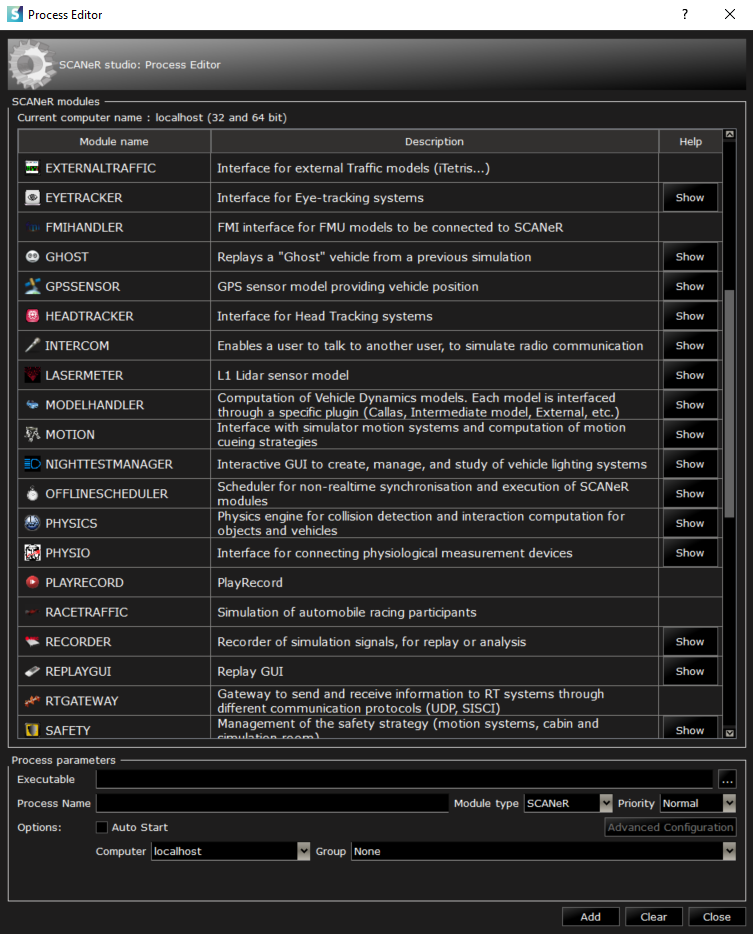 Process Editor
?
SCANeR studio: Process Editor
SCANeR modules
Current computer name : localhost (32 and 64 bit)
Module name Description Help
EXTERNALTRAFFIC Interface for external Traffic models (iTetris...)
EYETRACKER Interface for Eye-tracking systems Show
FMIHANDLER FMI interface for FMU models to be connected to SCANeR
GHOST Replays a "Ghost" vehicle from a previous simulation Show
GPSSENSOR GPS sensor model providing vehicle position Show
HEADTRACKER Interface for Head Tracking systems Show
INTERCOM Enables a user to talk to another user, to simulate radio communication Show
LASERMETER L1 Lidar sensor model Show
MODELHANDLER Computation of Vehicle Dynamics models. Each model is interfaced
through a specific plugin (Callas, Intermediate model, External, etc.) Show
MOTION Interface with simulator motion systems and computation of motion
cueing strategies Show
NIGHTTESTMANAGER Interactive GUI to create, manage, and study of vehicle lighting systems Show
OFFLINESCHEDULER Scheduler for non-realtime synchronisation and execution of SCANeR
modules Show
PHYSICS Physics engine for collision detection and interaction computation for
objects and vehicles Show
PHYSIO Interface for connecting physiological measurement devices Show
PLAYRECORD PlayRecord
RACETRAFFIC Simulation of automobile racing participants
RECORDER Recorder of simulation signals, for replay or analysis Show
REPLAYGUI Replay GUI Show
RTGATEWAY Gateway to send and receive information to RT systems through
different communication protocols (UDP, SISCI)
SAFETY Management of the safety strategy (motion systems, cabin and
simulation room) Show
Process parameters
Executable ...
Process Name Module type SCANeR Priority Normal
Options: Auto Start Advanced Configuration
Computer localhost Group None
Add Clear Close